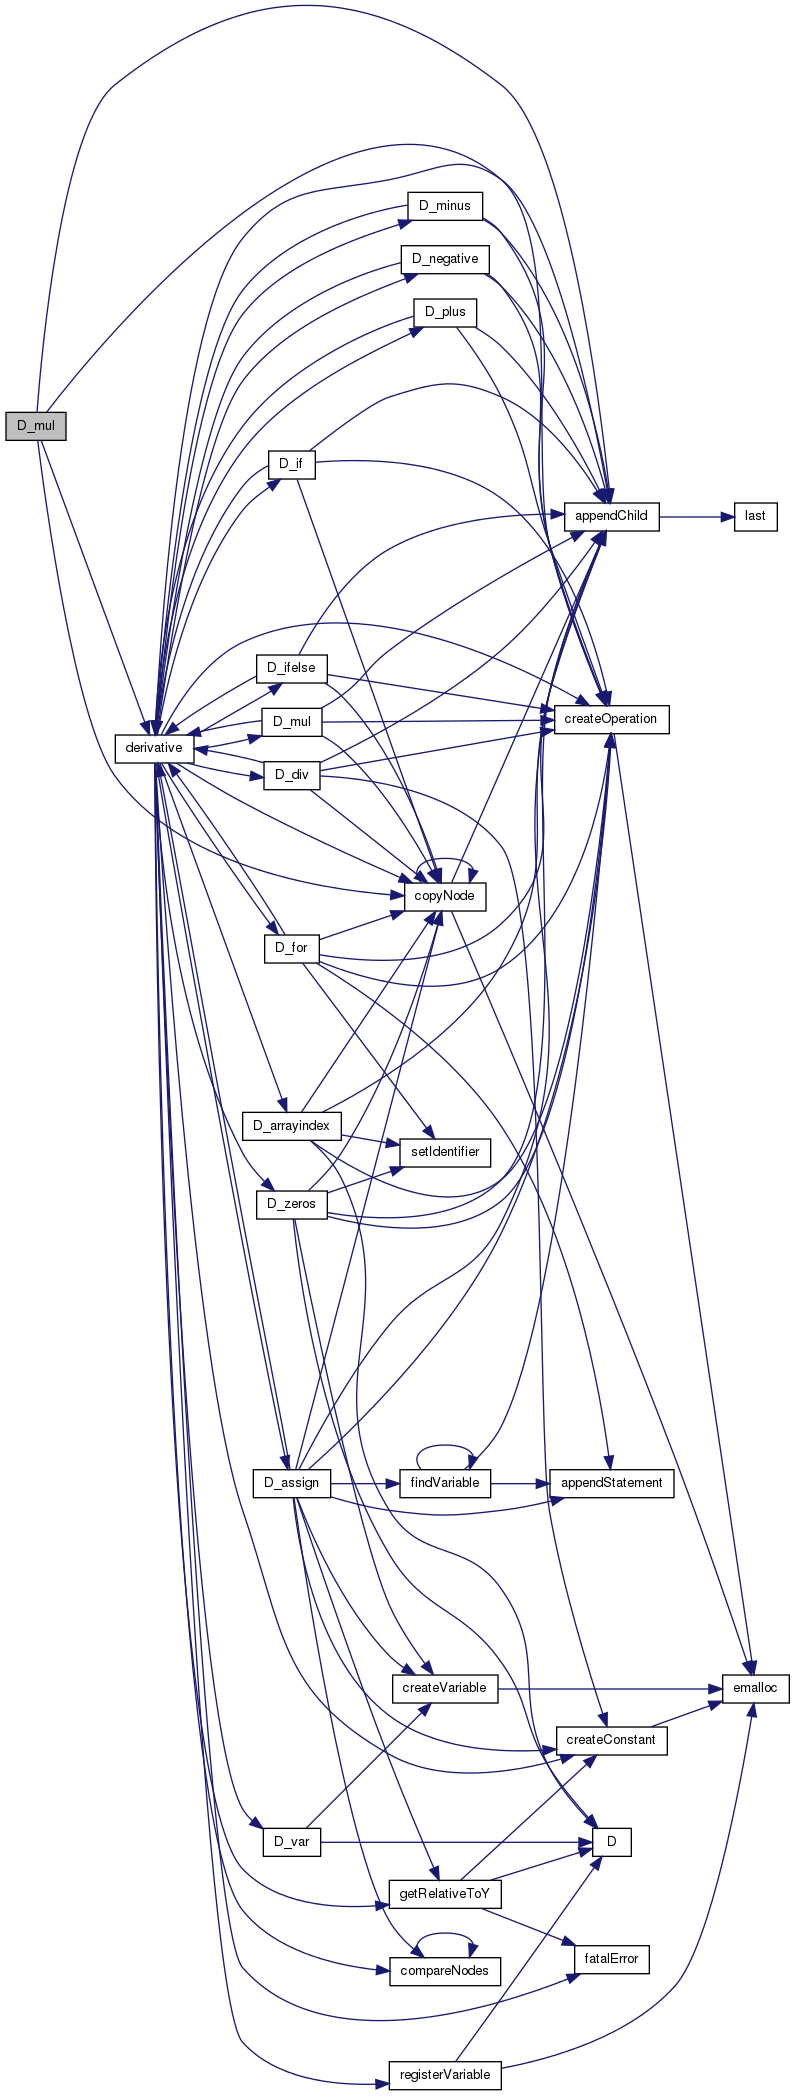 D_minus
D_negative
D_plus
D_mul
D_if
appendChild
last
D_ifelse
D_mul
createOperation
derivative
D_div
copyNode
D_for
D_arrayindex
setIdentifier
D_zeros
D_assign
findVariable
appendStatement
createVariable
emalloc
createConstant
D_var
D
getRelativeToY
fatalError
compareNodes
registerVariable